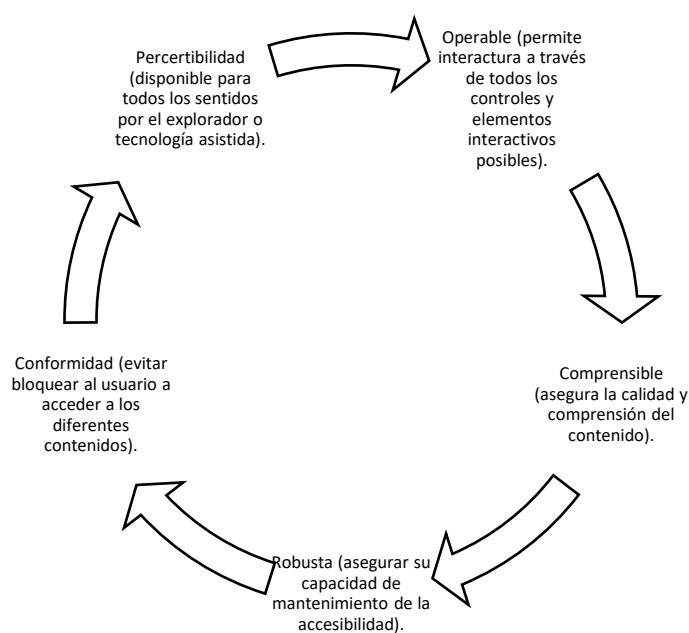 Percertibilidad
(disponible para
todos los sentidos
por el explorador o
tecnología asistida).
Operable (permite
interactura a través
de todos los
controles y
elementos
interactivos
posibles).
Comprensible
(asegura la calidad y
comprensión del
contenido).
Robusta (asegurar su
capacidad de
mantenimiento de la
accesibilidad).
Conformidad (evitar
bloquear al usuario a
acceder a los
diferentes
contenidos).